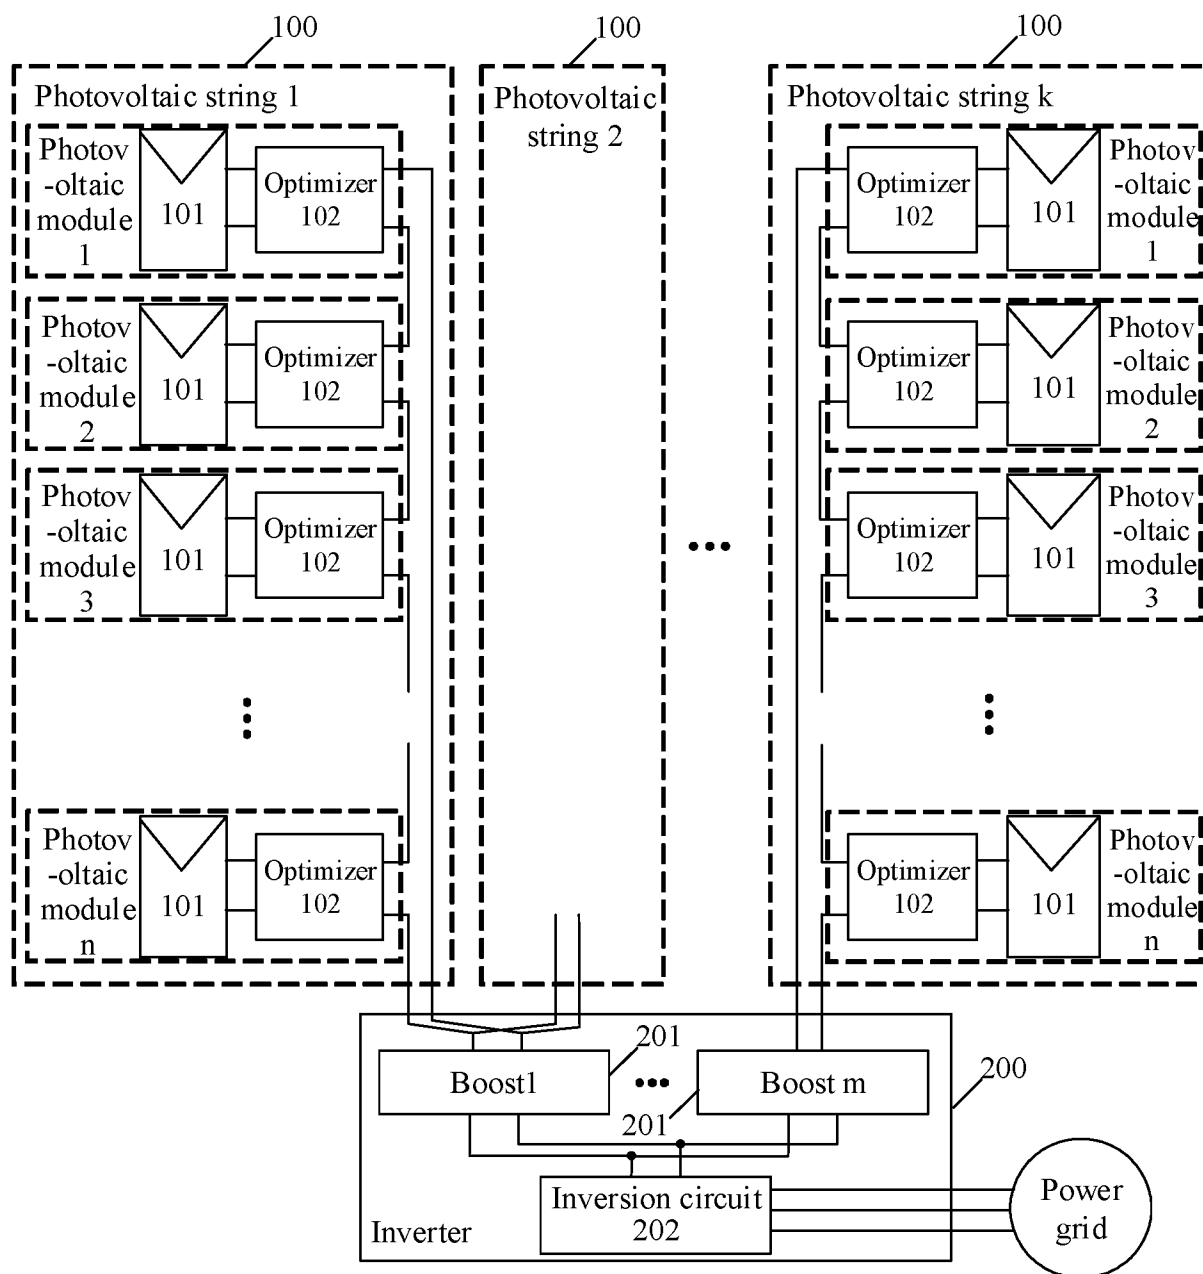 100
100
100
Photovoltaic string 1
Photovoltaic
string 2
Photovoltaic string k
Photov
-oltaic
module
1
101
Optimizer
102
Photov
-oltaic
module
2
101
Optimizer
102
Photov
-oltaic
module
3
101
Optimizer
102
Photov
-oltaic
module
n
101
Optimizer
102
Optimizer
102
101
Photov
-oltaic
module
1
Optimizer
102
101
Photov
-oltaic
module
2
Optimizer
102
101
Photov
-oltaic
module
3
Optimizer
102
101
Photov
-oltaic
module
n
Boost1
201
Boost m
201
200
Inversion circuit
202
Inverter
Power
grid